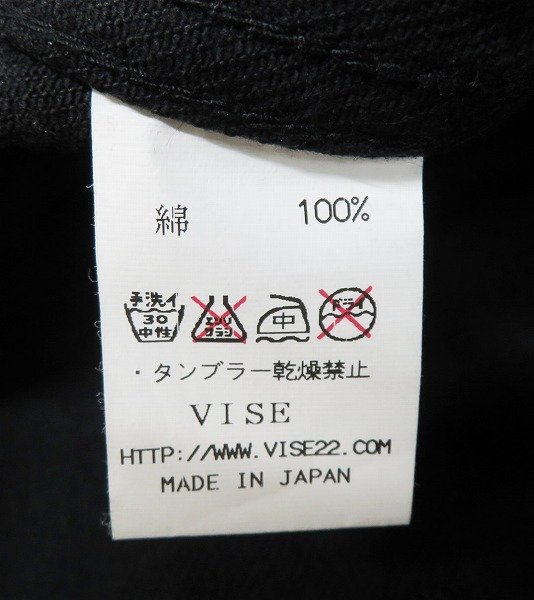 綿 100%
手洗イ 30 中性 エンソ サラシ 中 ドライ
・タンブラー乾燥禁止
VISE
HTTP://WWW.VISE22.COM
MADE IN JAPAN